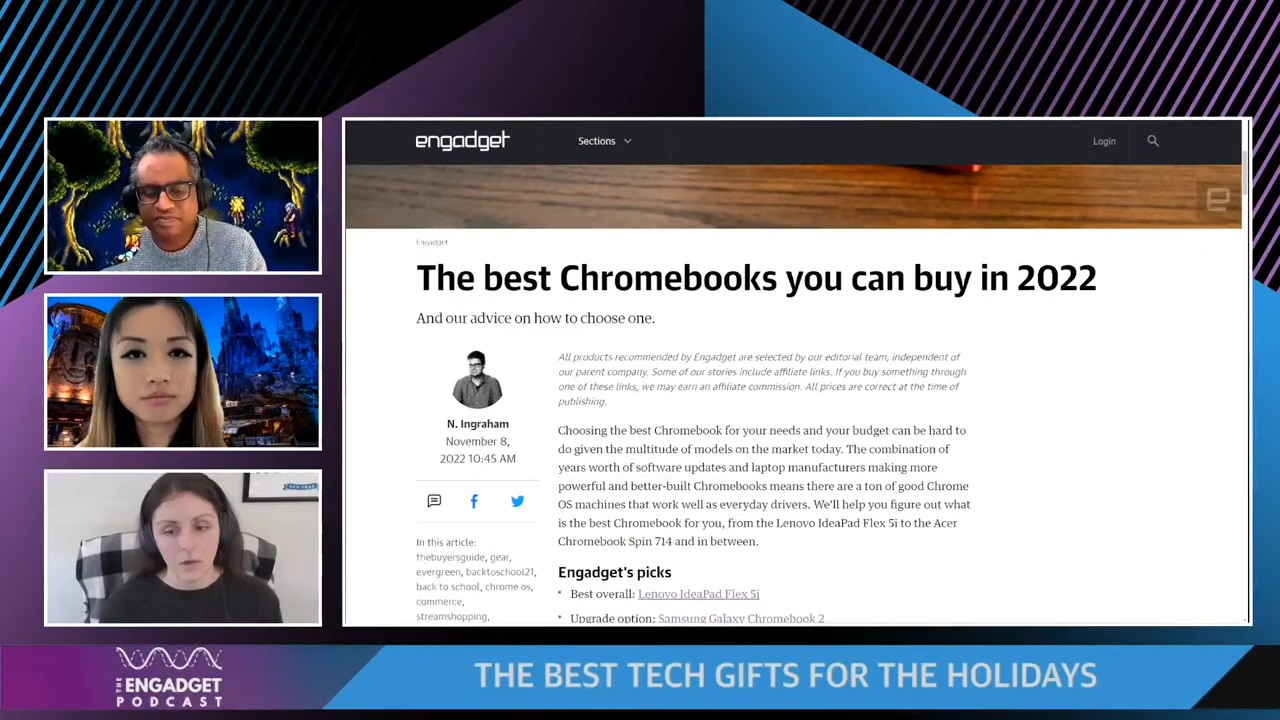 engadget
Sections
Login
Engadget
The best Chromebooks you can buy in 2022
And our advice on how to choose one.
N. Ingraham
November 8,
2022 10:45 AM
In this article:
thebuyersguide, gear,
evergreen, backtoschool21,
back to school, chrome os,
commerce,
streamshopping,
All products recommended by Engadget are selected by our editorial team, independent of
our parent company. Some of our stories include affiliate links. If you buy something through
one of these links, we may earn an affiliate commission. All prices are correct at the time of
publishing.
Choosing the best Chromebook for your needs and your budget can be hard to
do given the multitude of models on the market today. The combination of
years worth of software updates and laptop manufacturers making more
powerful and better-built Chromebooks means there are a ton of good Chrome
OS machines that work well as everyday drivers. We'll help you figure out what
is the best Chromebook for you, from the Lenovo IdeaPad Flex 5i to the Acer
Chromebook Spin 714 and in between.
Engadget's picks
• Best overall: Lenovo IdeaPad Flex 5i
• Upgrade option: Samsung Galaxy Chromebook 2
THE
ENGADGET
PODCAST
THE BEST TECH GIFTS FOR THE HOLIDAYS